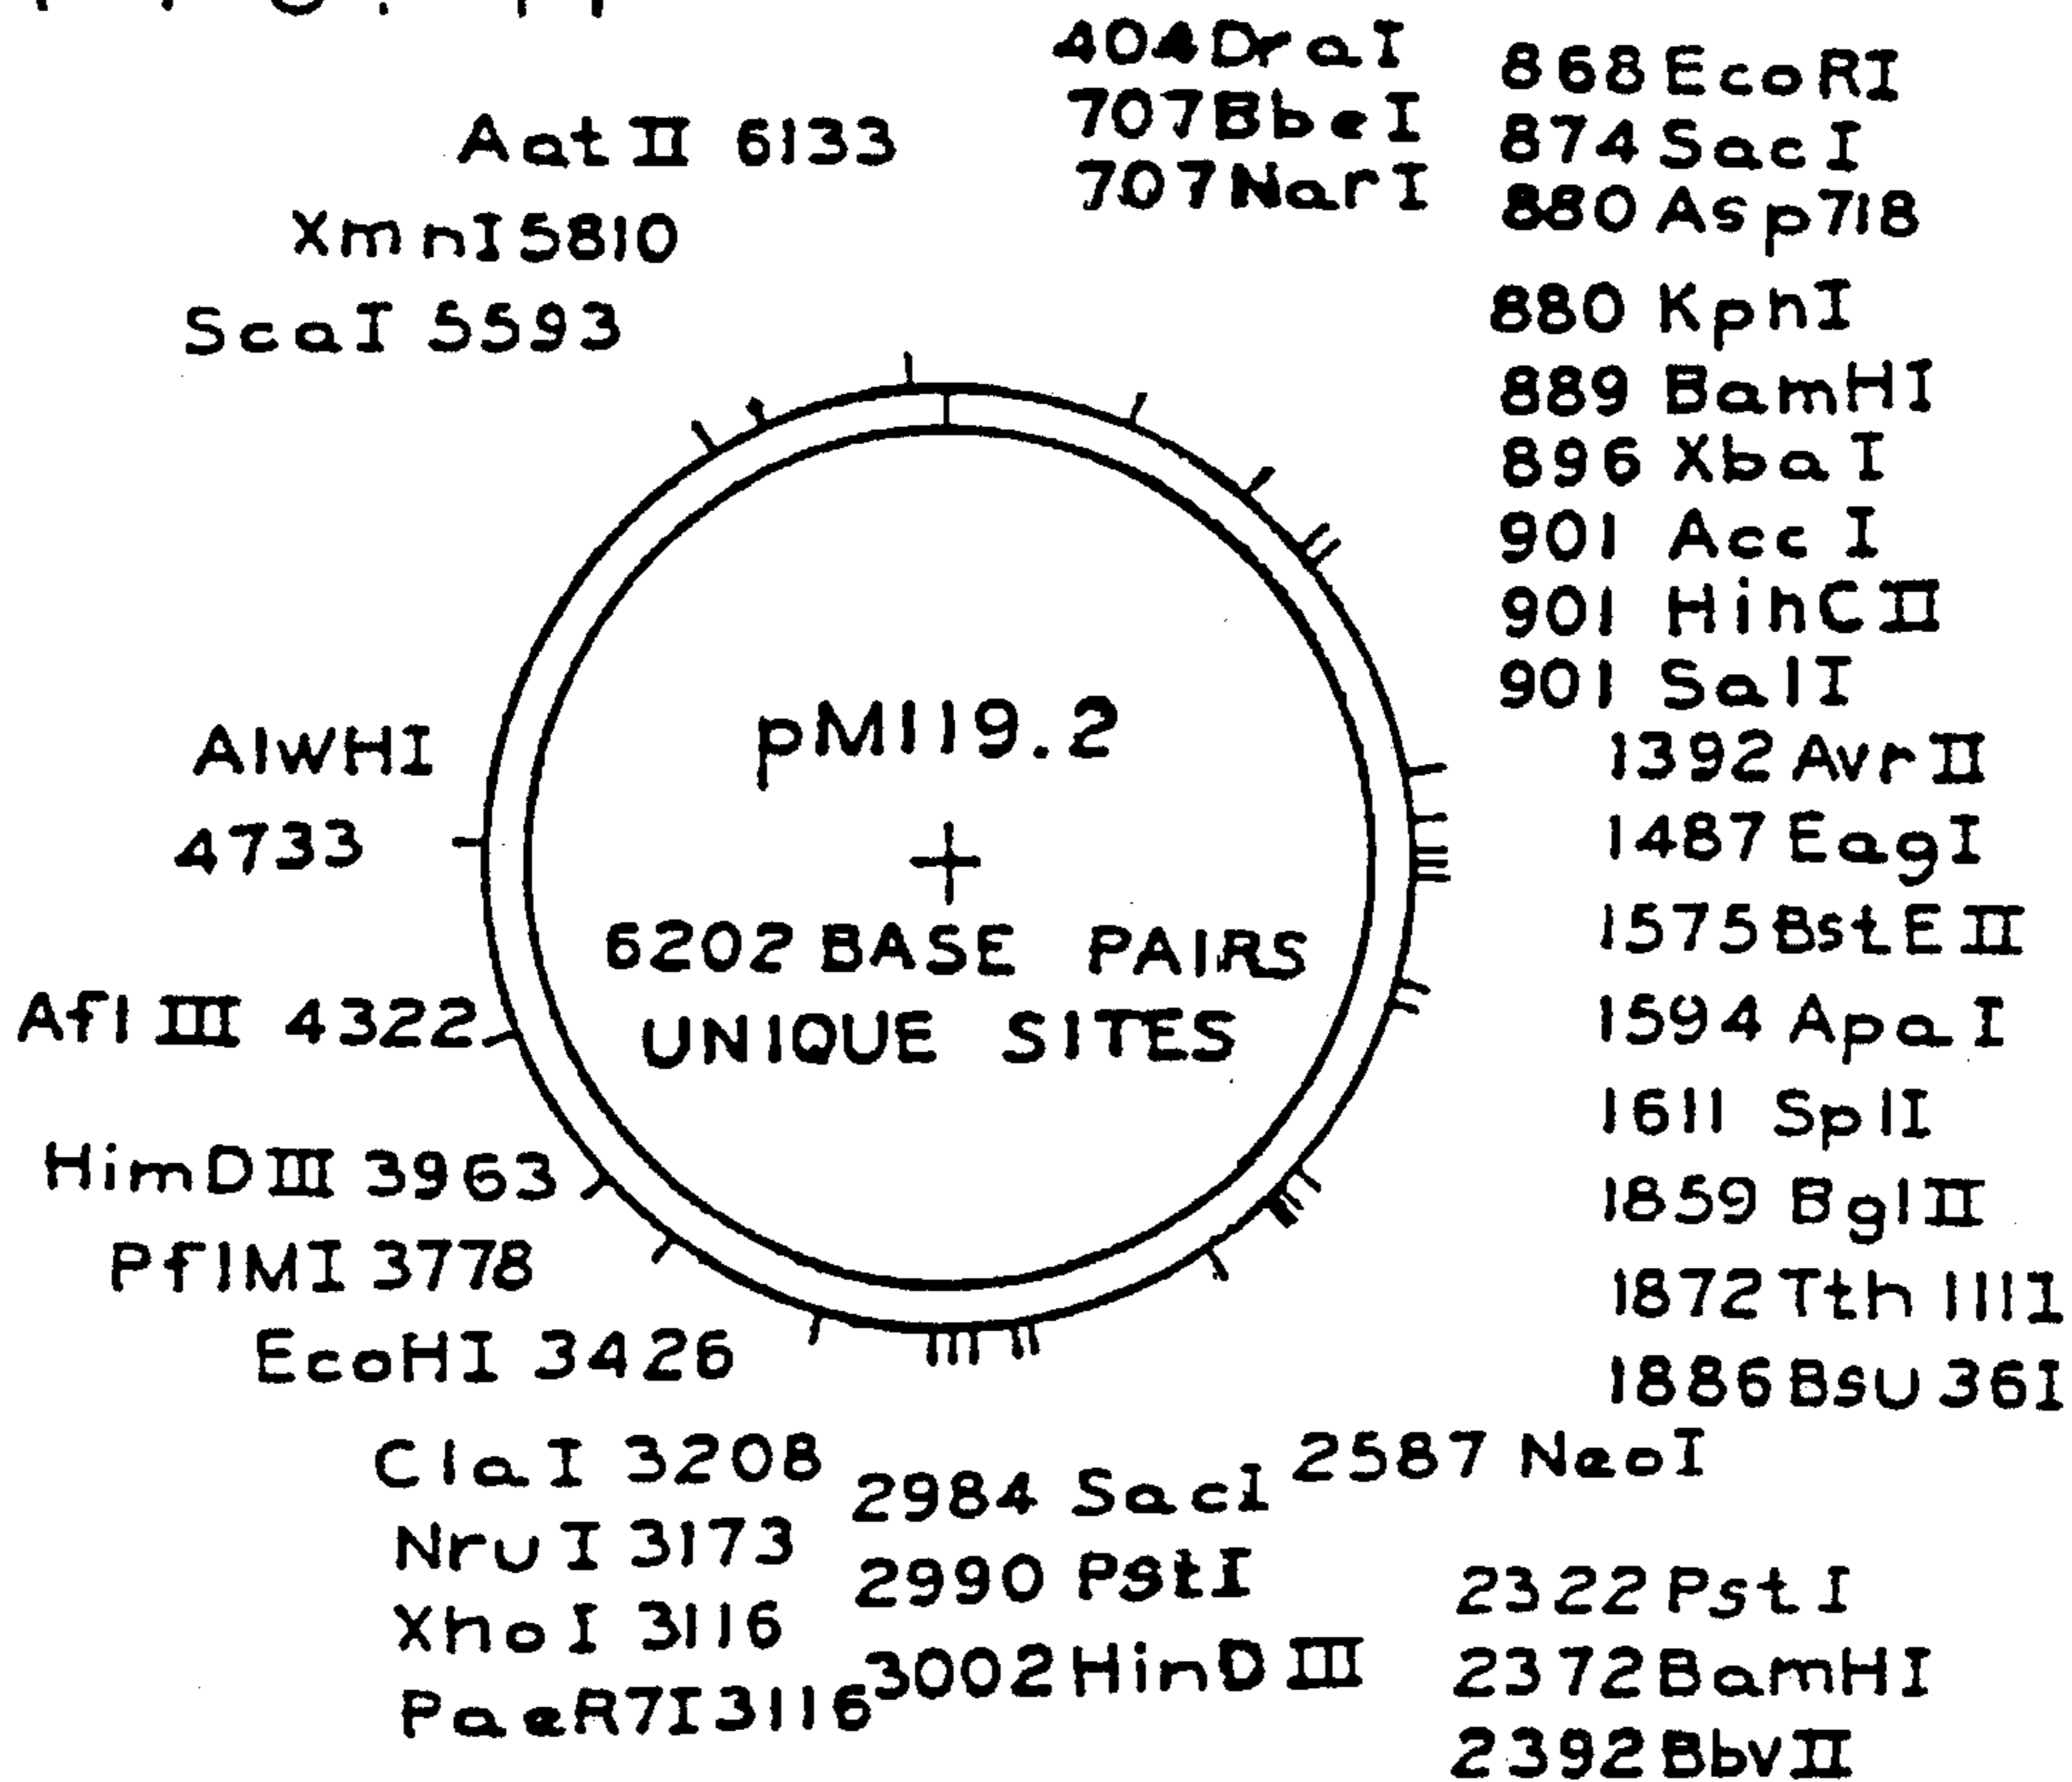 404 DraI
707 BbeI
707 NarI
868 EcoRI
874 SacI
880 Asp718
880 KphI
889 BamHI
896 XbaI
901 AccI
901 HihCII
901 SalI
1392 AvrII
1487 EagI
1575 BstEII
1594 ApaI
1611 SplI
1859 BglII
1872 Tth111I
1886 BsU36I
AatII 6133
XmnI 5810
ScaI 5593
AlWHI
4733
AflIII 4322
HimDIII 3963
PflMI 3778
EcoHI 3426
ClaI 3208
NruI 3173
XhoI 3116
PaeR7I 3116
pM119.2
6202 BASE PAIRS
UNIQUE SITES
2984 SacI
2990 PstI
3002 HinDIII
2587 NeoI
2322 PstI
2372 BamHI
2392 BbvII